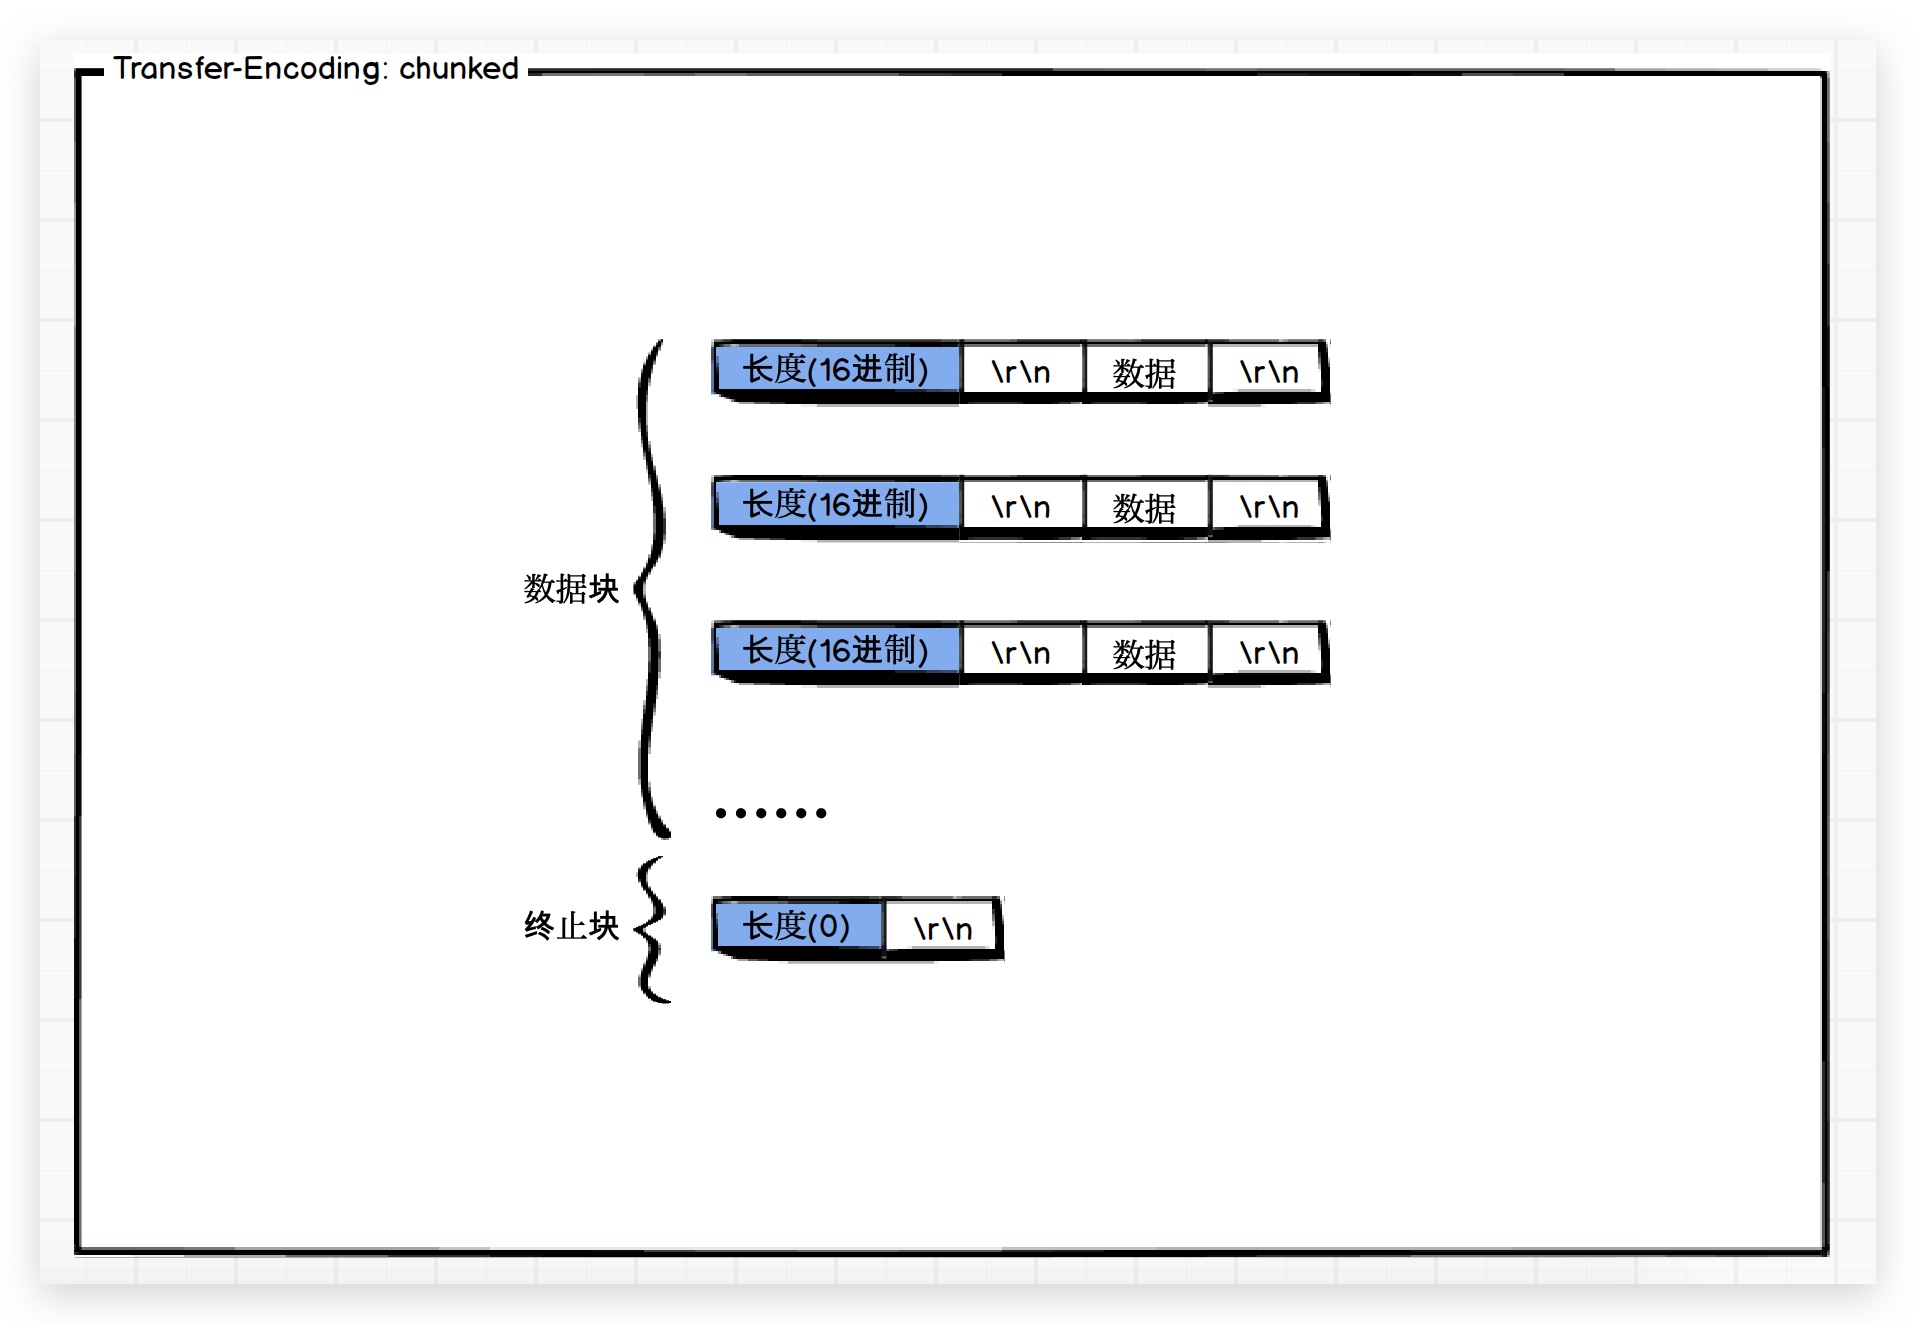 Transfer-Encoding: chunked
长度(16进制) \r\n 数据 \r\n
长度(16进制) \r\n 数据 \r\n
数据块
长度(16进制) \r\n 数据 \r\n
······
终止块 长度(0) \r\n